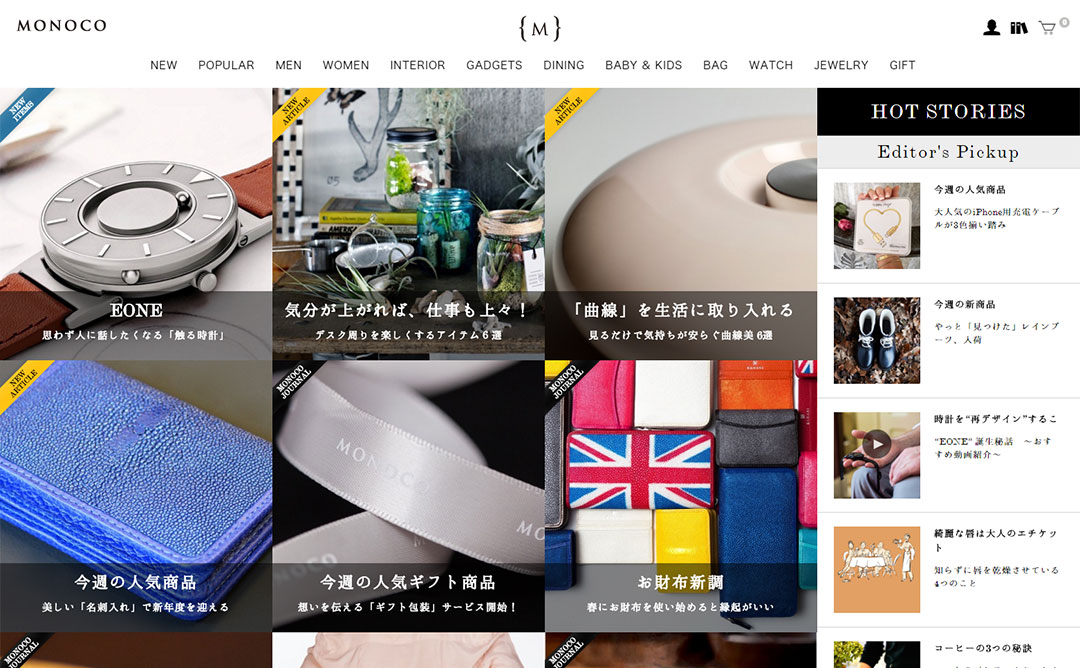 MONOCO
{M}
0
NEW POPULAR MEN WOMEN INTERIOR GADGETS DINING BABY & KIDS BAG WATCH JEWELRY GIFT
NEW
ITEMS
EONE
思わず人に話したくなる「触る時計」
NEW
ARTICLE
気分が上がれば、仕事も上々！
デスク周りを楽しくするアイテム６選
NEW
ARTICLE
「曲線」を生活に取り入れる
見るだけで気持ちが安らぐ曲線美 6選
NEW
ARTICLE
今週の人気商品
美しい「名刺入れ」で新年度を迎える
MONOCO
JOURNAL
MONOCO
MO
今週の人気ギフト商品
想いを伝える「ギフト包装」サービス開始！
MONOCO
JOURNAL
お財布新調
春にお財布を使い始めると縁起がいい
MONOCO
JOURNAL
MONOCO
JOURNAL
HOT STORIES
Editor's Pickup
今週の人気商品
大人気のiPhone用充電ケーブ
ルが3色揃い踏み
今週の新商品
やっと「見つけた」レインブ
ーツ、入荷
時計を“再デザイン”するこ
“EONE” 誕生秘話　～おす
すめ動画紹介～
綺麗な唇は大人のエチケッ
ト
知らずに唇を乾燥させている
4つのこと
コーヒーの3つの秘訣